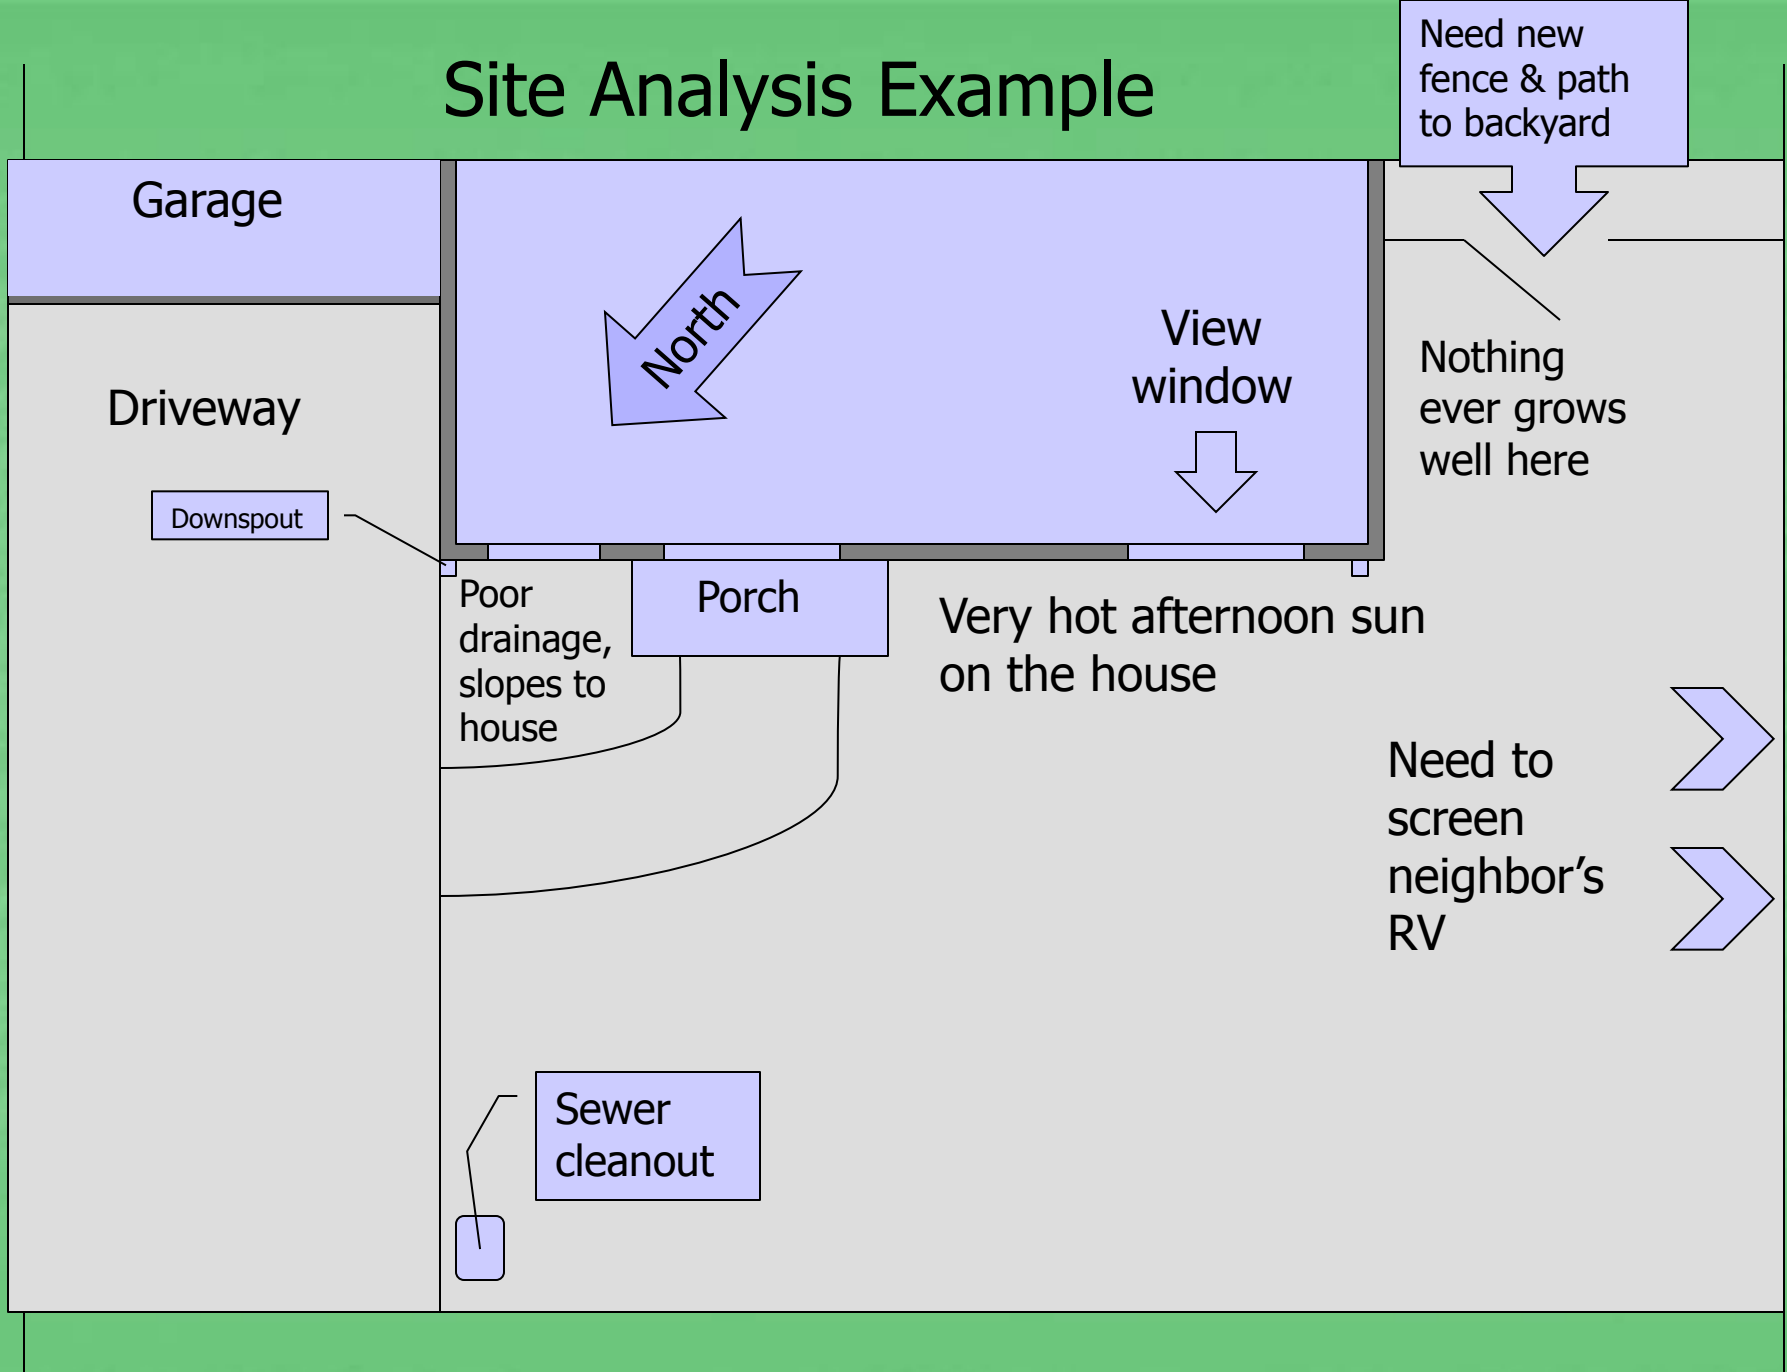 Site Analysis Example
Need new
fence & path
to backyard
Garage
North
View
window
Nothing
ever grows
well here
Driveway
Downspout
Poor
drainage,
slopes to
house
Porch
Very hot afternoon sun
on the house
Need to
screen
neighbor’s
RV
Sewer
cleanout